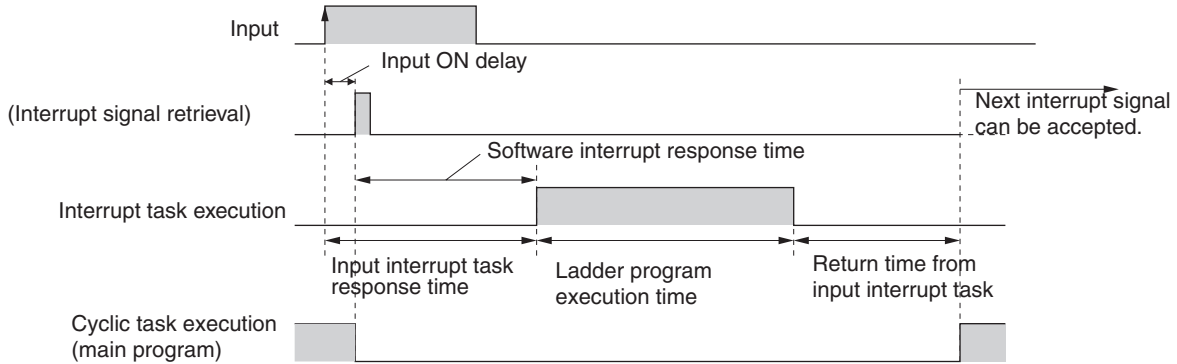 Input
Input ON delay
(Interrupt signal retrieval)
Next interrupt signal
can be accepted.
Software interrupt response time
Interrupt task execution
Input interrupt task
response time
Ladder program
execution time
Return time from
input interrupt task
Cyclic task execution
(main program)